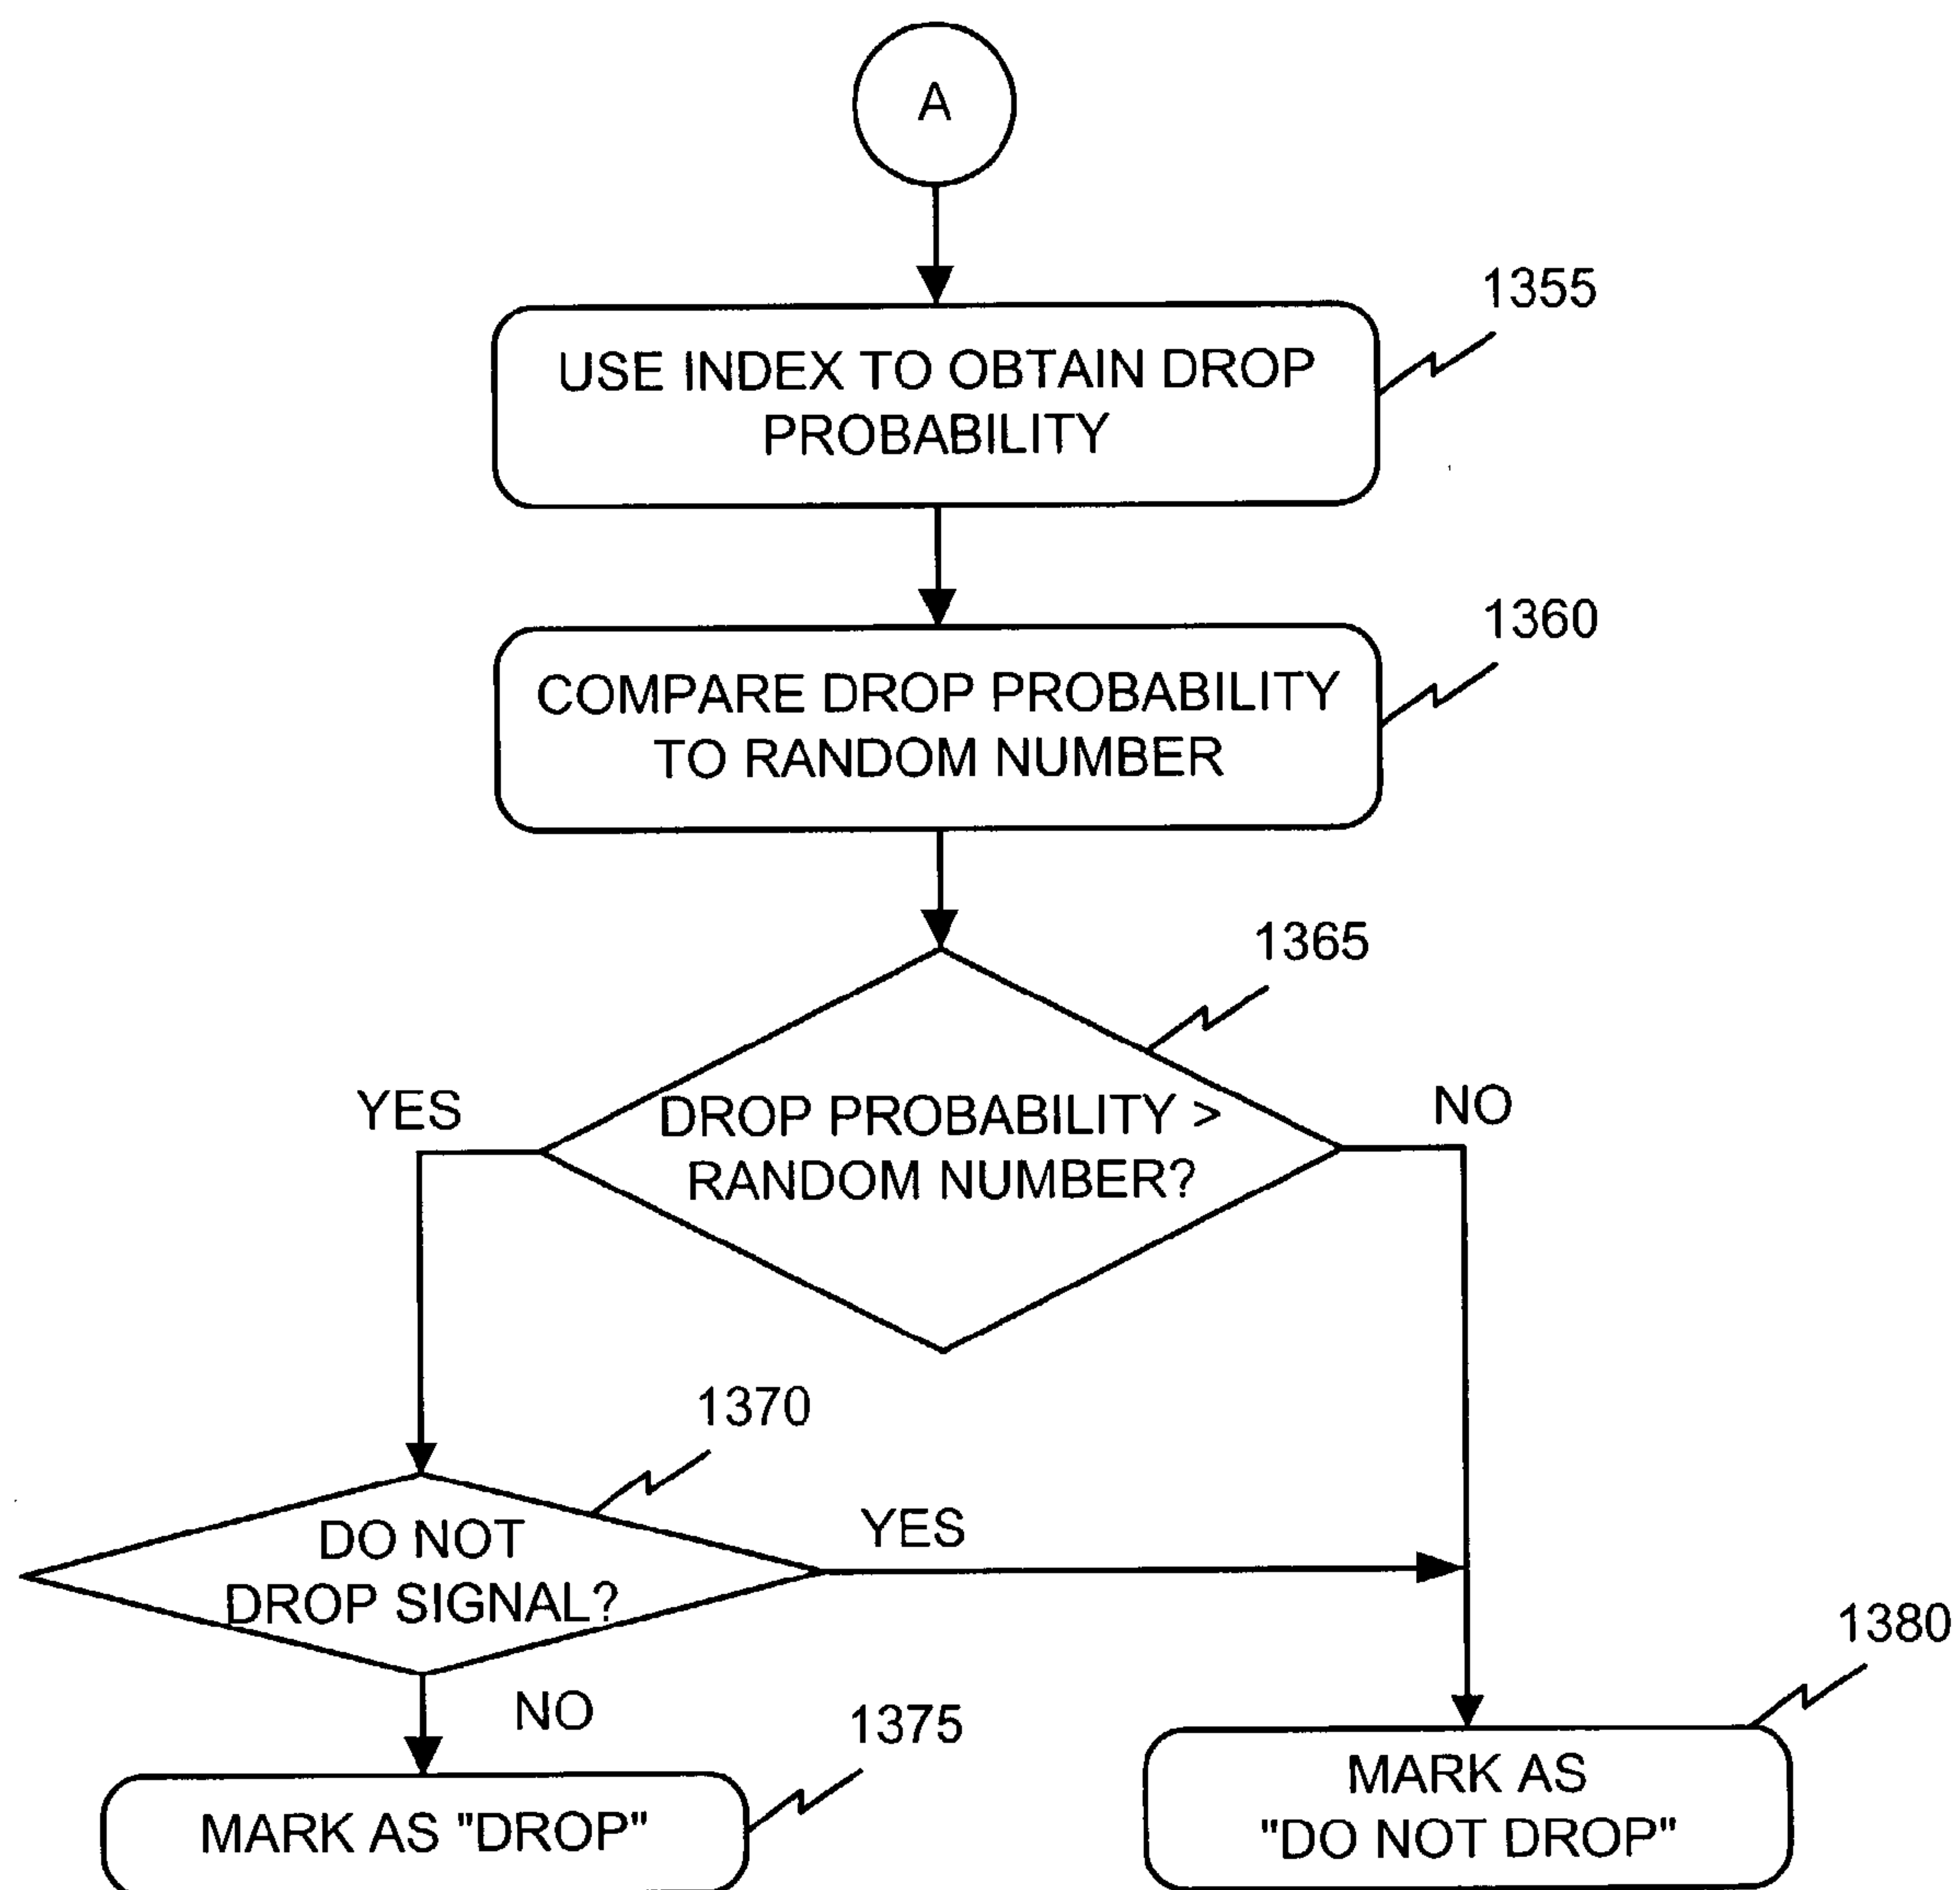 A
1355
USE INDEX TO OBTAIN DROP
PROBABILITY
1360
COMPARE DROP PROBABILITY
TO RANDOM NUMBER
1365
YES
DROP PROBABILITY >
RANDOM NUMBER?
NO
1370
DO NOT
DROP SIGNAL?
YES
1380
NO
1375
MARK AS "DROP"
MARK AS
"DO NOT DROP"